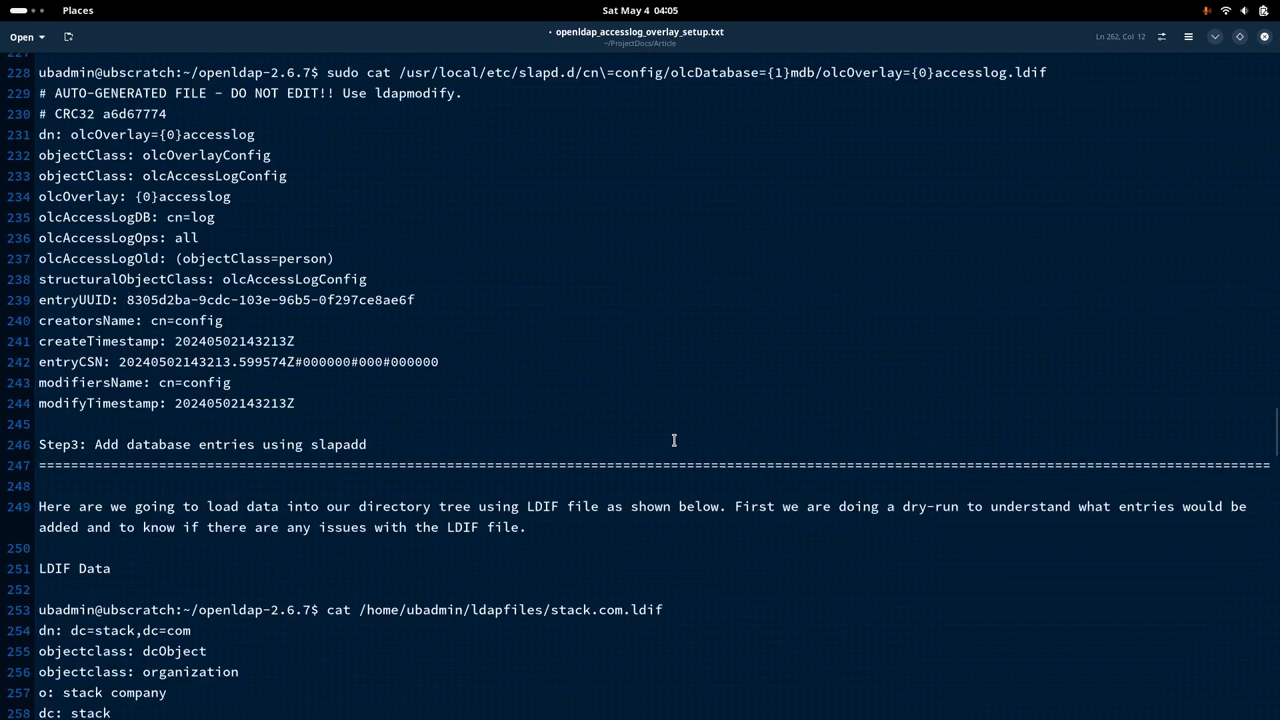 Places
Sat May 4 04:05
Open
• openldap_accesslog_overlay_setup.txt
~/ProjectDocs/Article
Ln 262, Col 12
227
228 ubadmin@ubscratch:~/openldap-2.6.7$ sudo cat /usr/local/etc/slapd.d/cn\=config/olcDatabase={1}mdb/olcOverlay={0}accesslog.ldif
229 # AUTO-GENERATED FILE - DO NOT EDIT!! Use ldapmodify.
230 # CRC32 a6d67774
231 dn: olcOverlay={0}accesslog
232 objectClass: olcOverlayConfig
233 objectClass: olcAccessLogConfig
234 olcOverlay: {0}accesslog
235 olcAccessLogDB: cn=log
236 olcAccessLogOps: all
237 olcAccessLogOld: (objectClass=person)
238 structuralObjectClass: olcAccessLogConfig
239 entryUUID: 8305d2ba-9cdc-103e-96b5-0f297ce8ae6f
240 creatorsName: cn=config
241 createTimestamp: 20240502143213Z
242 entryCSN: 20240502143213.599574Z#000000#000#000000
243 modifiersName: cn=config
244 modifyTimestamp: 20240502143213Z
245
246 Step3: Add database entries using slapadd
247 ==========================================================================================================================================================
248
249 Here are we going to load data into our directory tree using LDIF file as shown below. First we are doing a dry-run to understand what entries would be
added and to know if there are any issues with the LDIF file.
250
251 LDIF Data
252
253 ubadmin@ubscratch:~/openldap-2.6.7$ cat /home/ubadmin/ldapfiles/stack.com.ldif
254 dn: dc=stack,dc=com
255 objectclass: dcObject
256 objectclass: organization
257 o: stack company
258 dc: stack